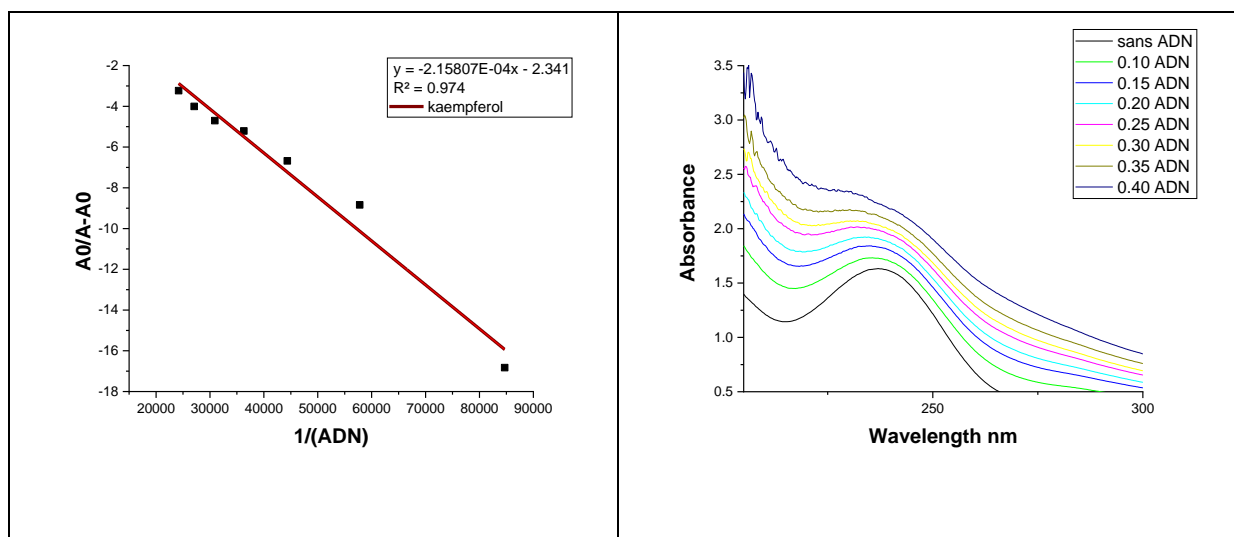 y = -2.15807E-04x - 2.341
R² = 0.974
kaempferol
-2
-4
-6
-8
-10
-12
-14
-16
-18
A0/A-A0
20000 30000 40000 50000 60000 70000 80000 90000
1/(ADN)
sans ADN
0.10 ADN
0.15 ADN
0.20 ADN
0.25 ADN
0.30 ADN
0.35 ADN
0.40 ADN
3.5
3.0
2.5
2.0
1.5
1.0
0.5
Absorbance
250 300
Wavelength nm